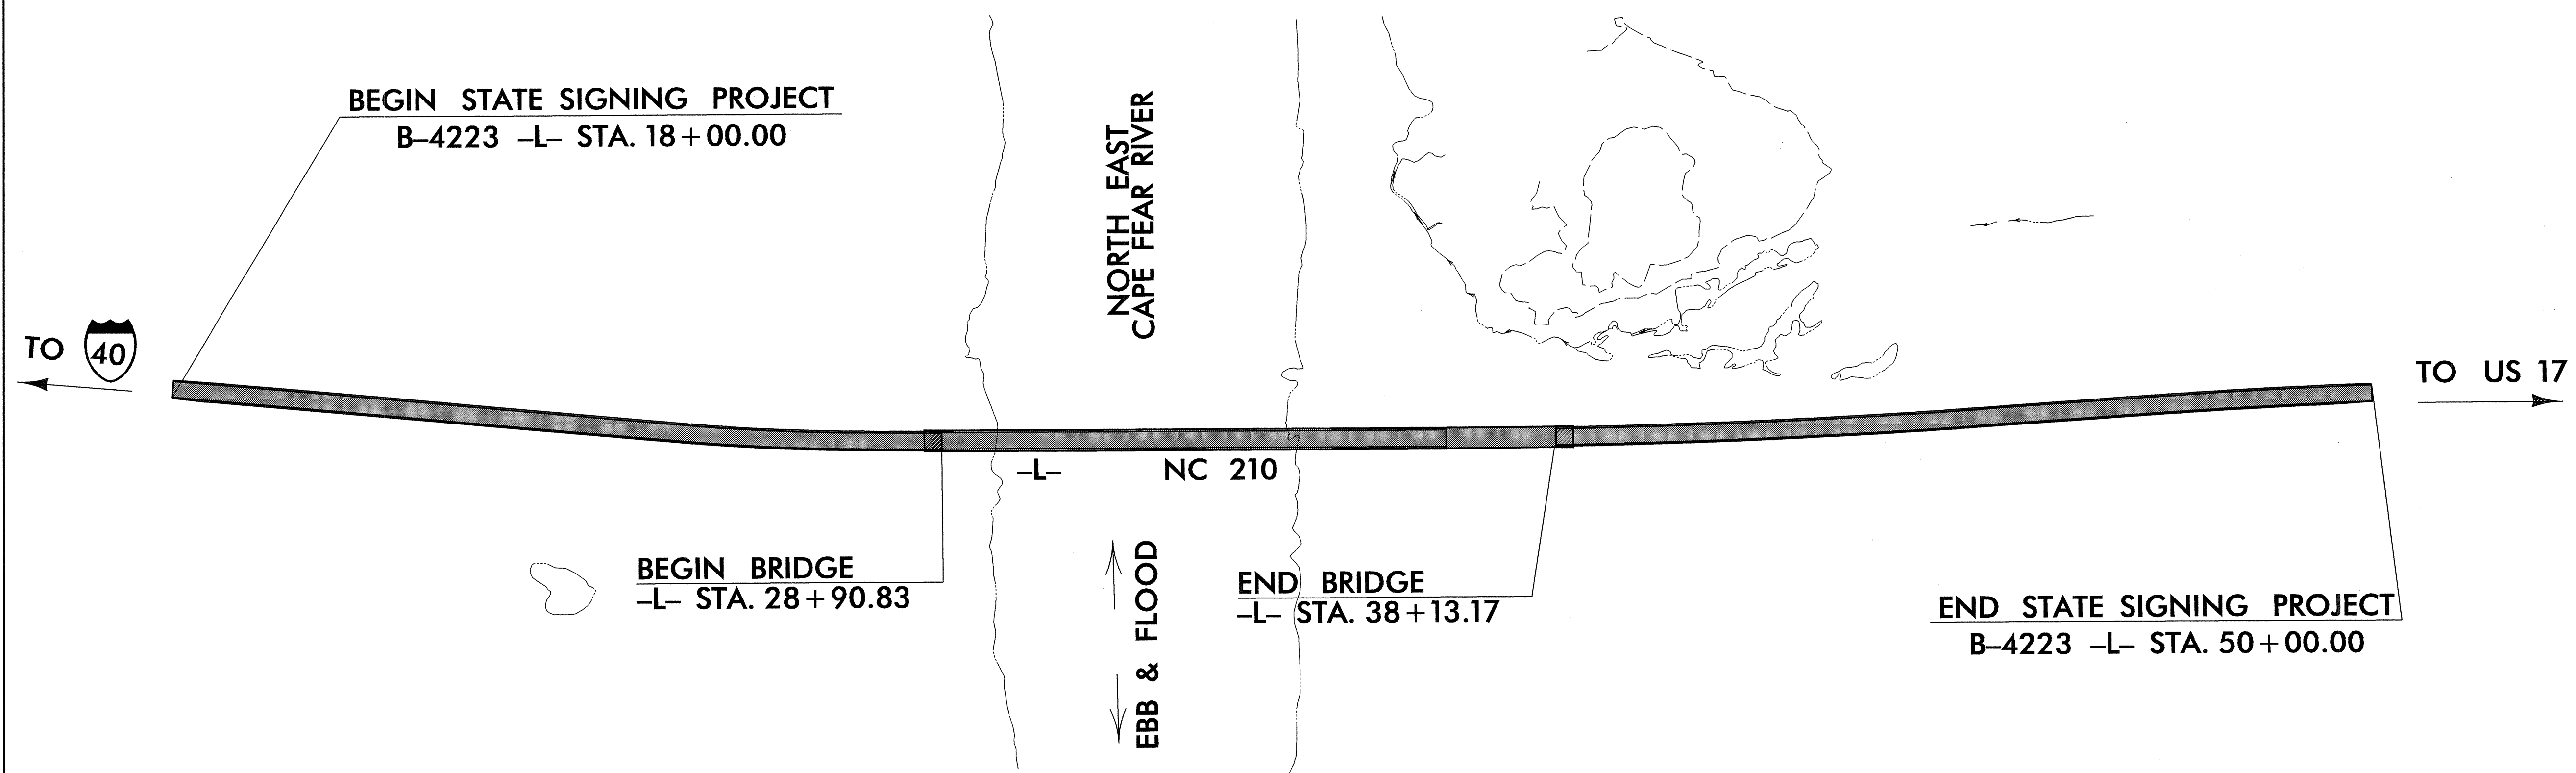 BEGIN STATE SIGNING PROJECT
B–4223 –L– STA. 18+00.00
NORTH EAST
CAPE FEAR RIVER
TO 40
TO US 17
–L– NC 210
BEGIN BRIDGE
–L– STA. 28+90.83
EBB & FLOOD
END BRIDGE
–L– STA. 38+13.17
END STATE SIGNING PROJECT
B–4223 –L– STA. 50+00.00